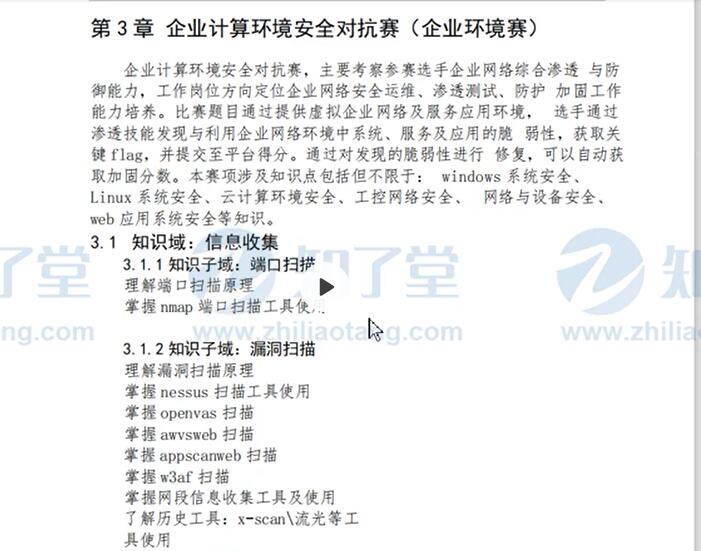 第 3 章 企业计算环境安全对抗赛（企业环境赛）
企业计算环境安全对抗赛，主要考察参赛选手企业网络综合渗透 与防
御能力，工作岗位方向定位企业网络安全运维、渗透测试、防护 加固工作
能力培养。比赛题目通过提供虚拟企业网络及服务应用环境， 选手通过
渗透技能发现与利用企业网络环境中系统、服务及应用的脆 弱性，获取关
键 flag，并提交至平台得分。通过对发现的脆弱性进行 修复，可以自动获
取加固分数。本赛项涉及知识点包括但不限于： windows 系统安全、
Linux 系统安全、云计算环境安全、工控网络安全、 网络与设备安全、
web 应用系统安全等知识。
3.1 知识域：信息收集
3.1.1 知识子域：端口扫描
理解端口扫描原理
掌握 nmap 端口扫描工具使用
3.1.2 知识子域：漏洞扫描
理解漏洞扫描原理
掌握 nessus 扫描工具使用
掌握 openvas 扫描
掌握 awvsweb 扫描
掌握 appscanweb 扫描
掌握 w3af 扫描
掌握网段信息收集工具及使用
了解历史工具：x-scan\流光等工
具使用
知了堂
知了堂
知
ng.com
www.zhiliaotang.com
www.zhiliaot